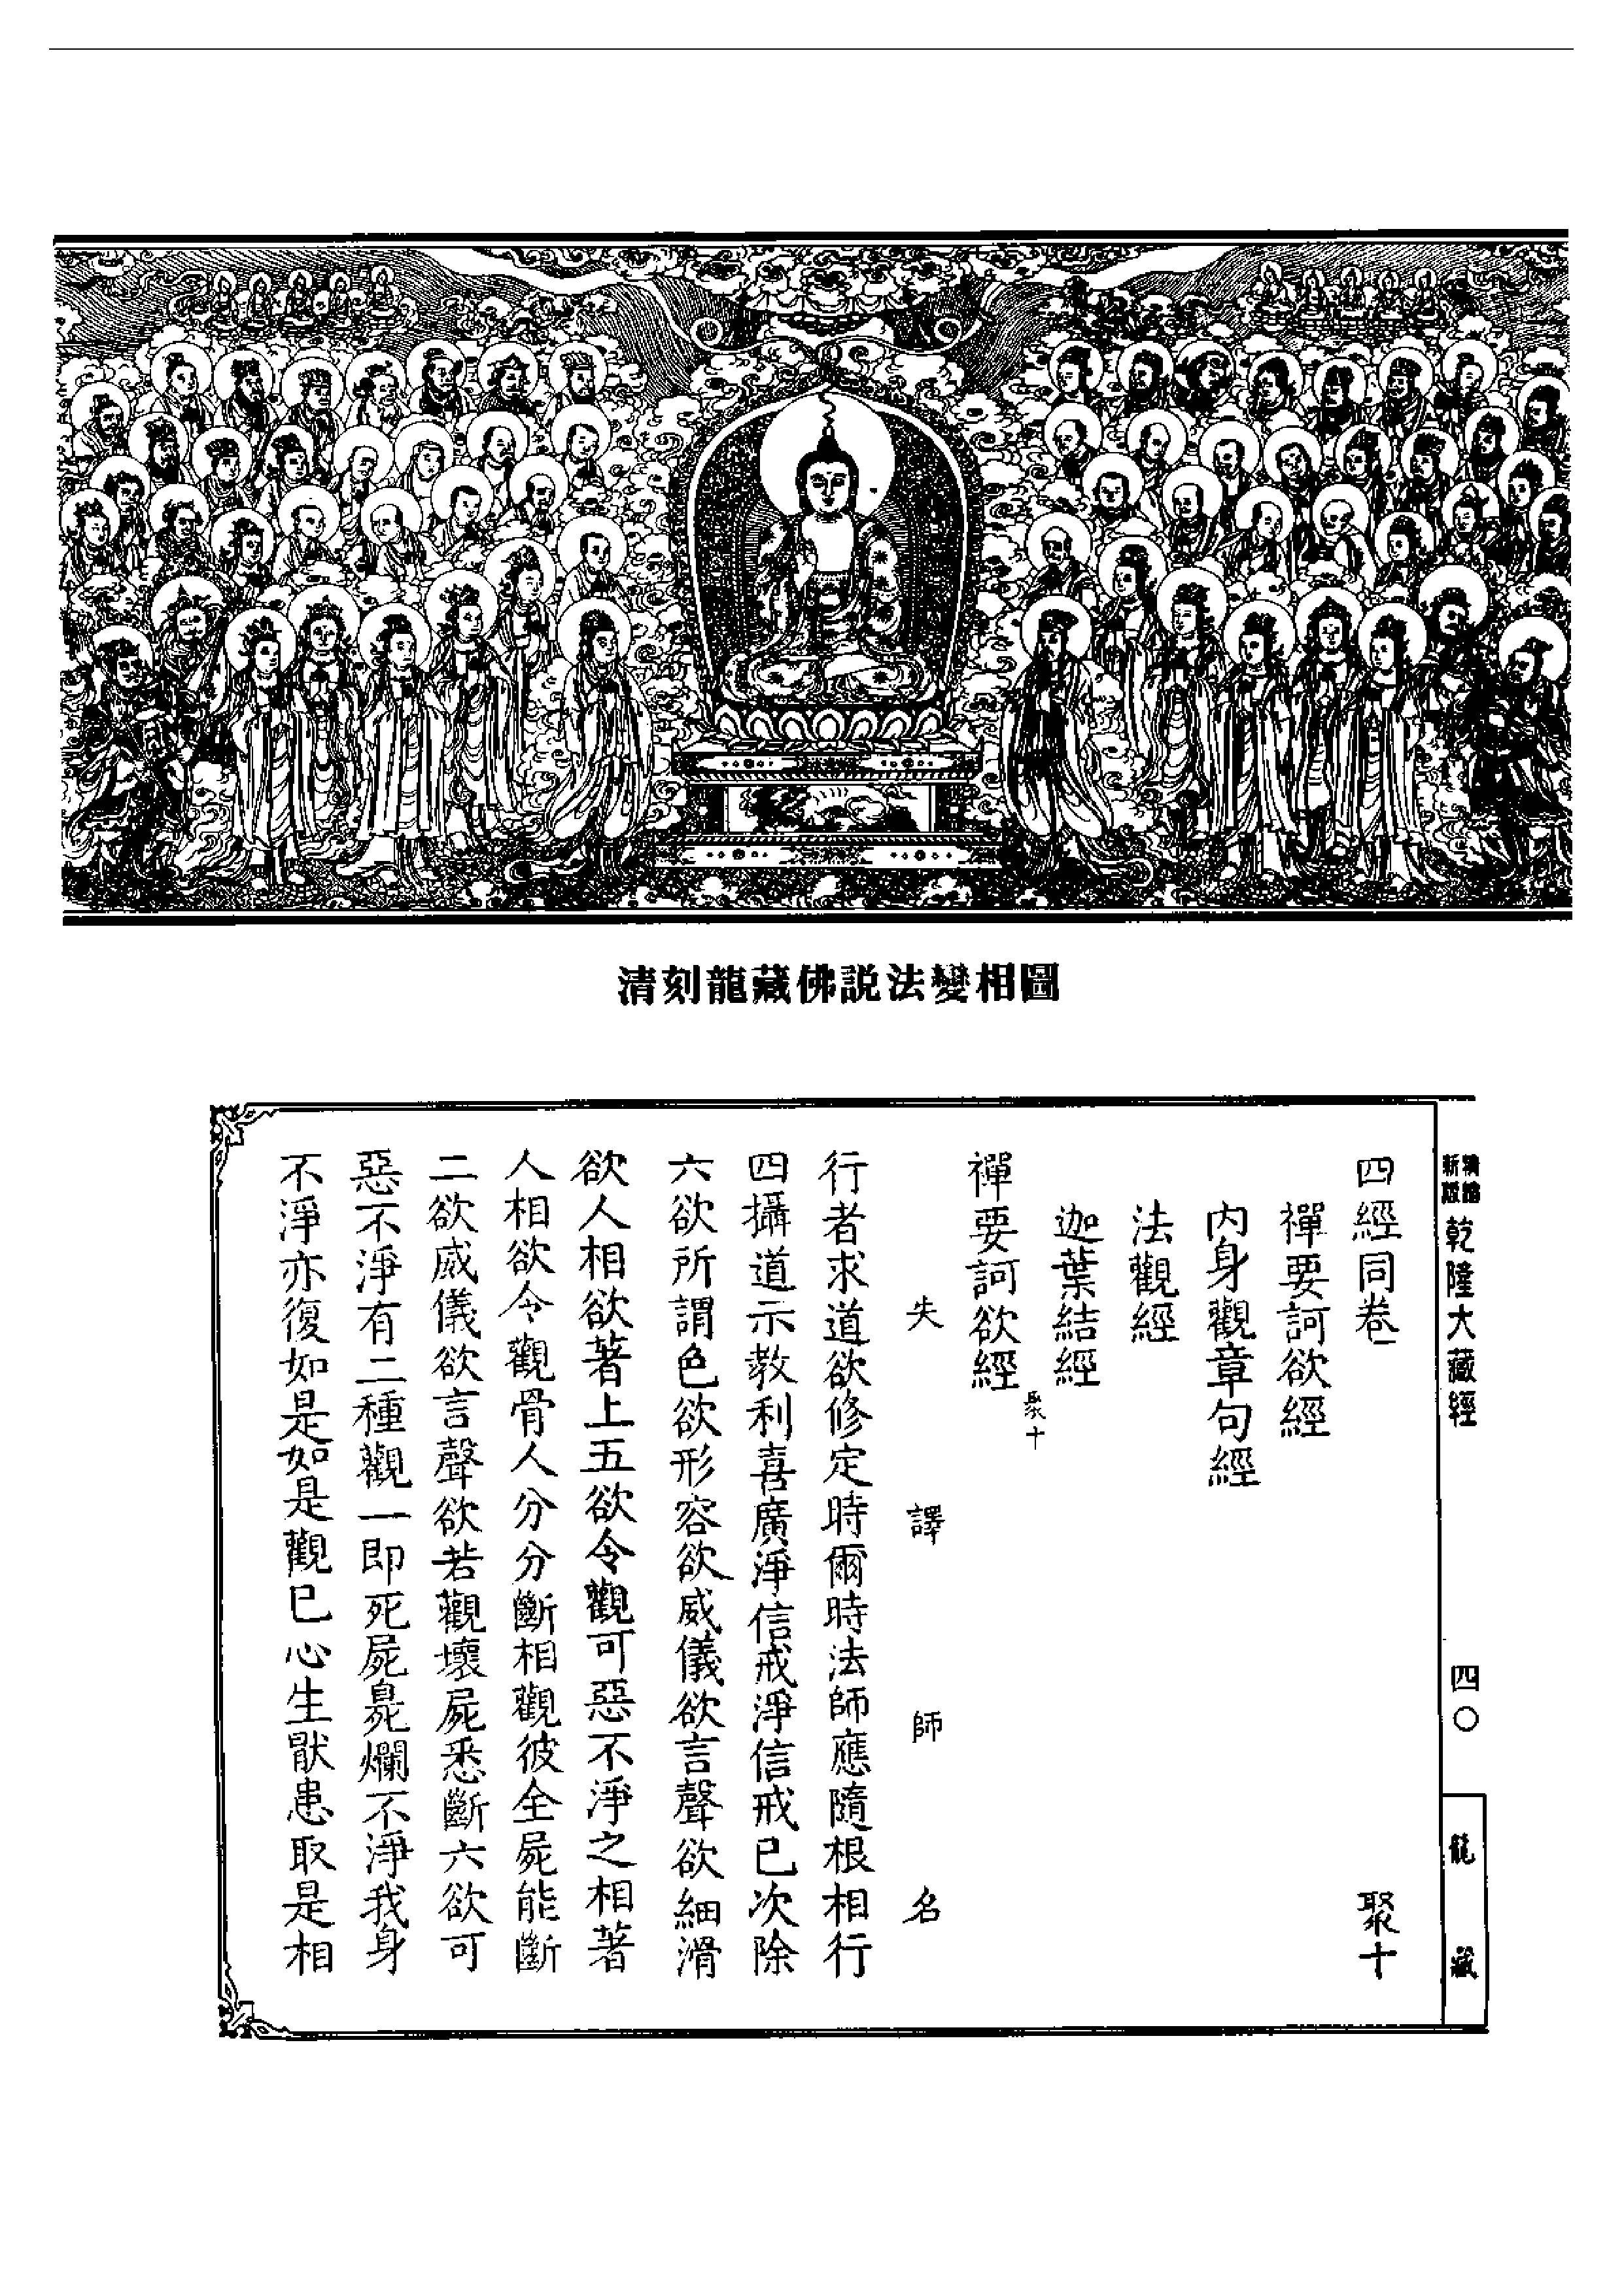 清刻龍藏佛説法變相圖
新版
精縮
乾隆大藏經
四〇
龍藏
四經同卷 聚十
禪要訶欲經
内身觀章句經
法觀經
迦葉結經
禪要訶欲經 聚十
失譯師名
行者求道欲修定時爾時法師應隨根相行
四攝道示教利喜廣淨信戒淨信戒已次除
六欲所謂色欲形容欲威儀欲言聲欲細滑
欲人相欲著上五欲令觀可惡不淨之相著
人相欲令觀骨人分分斷相觀彼全屍能斷
二欲威儀欲言聲欲若觀壞屍悉斷六欲可
惡不淨有二種觀一即死屍臭爛不淨我身
不淨亦復如是如是觀已心生厭患取是相